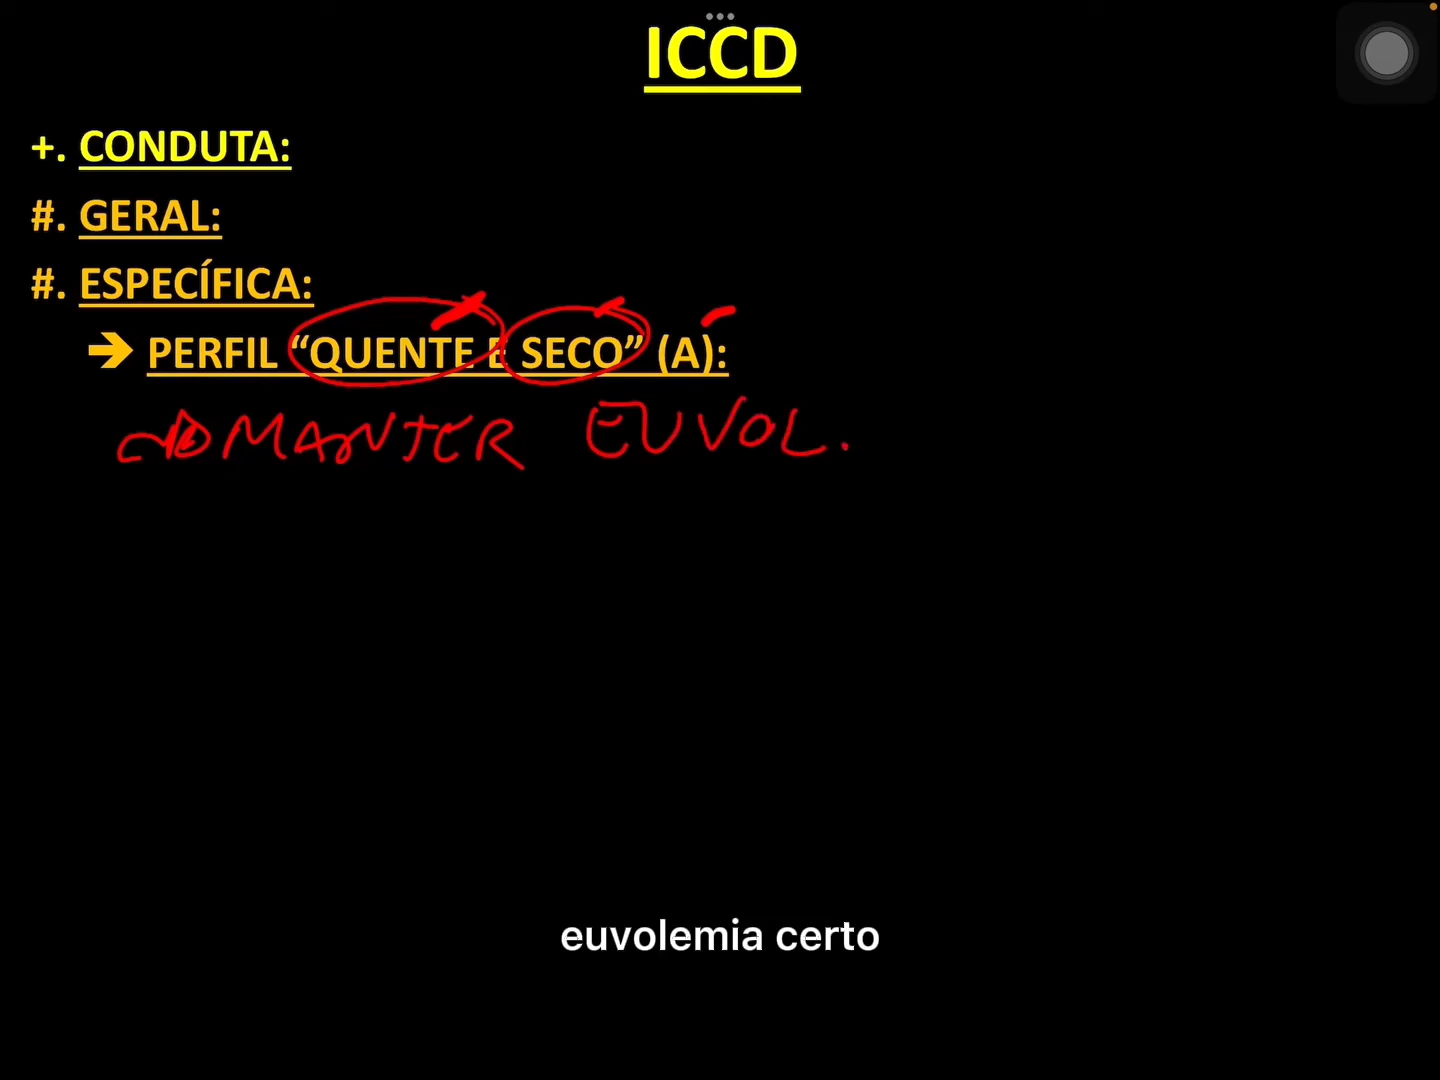 ICCD
+. CONDUTA:
#. GERAL:
#. ESPECÍFICA:
➔ PERFIL “QUENTE E SECO” (A):
MANTER EUVOL.
euvolemia certo